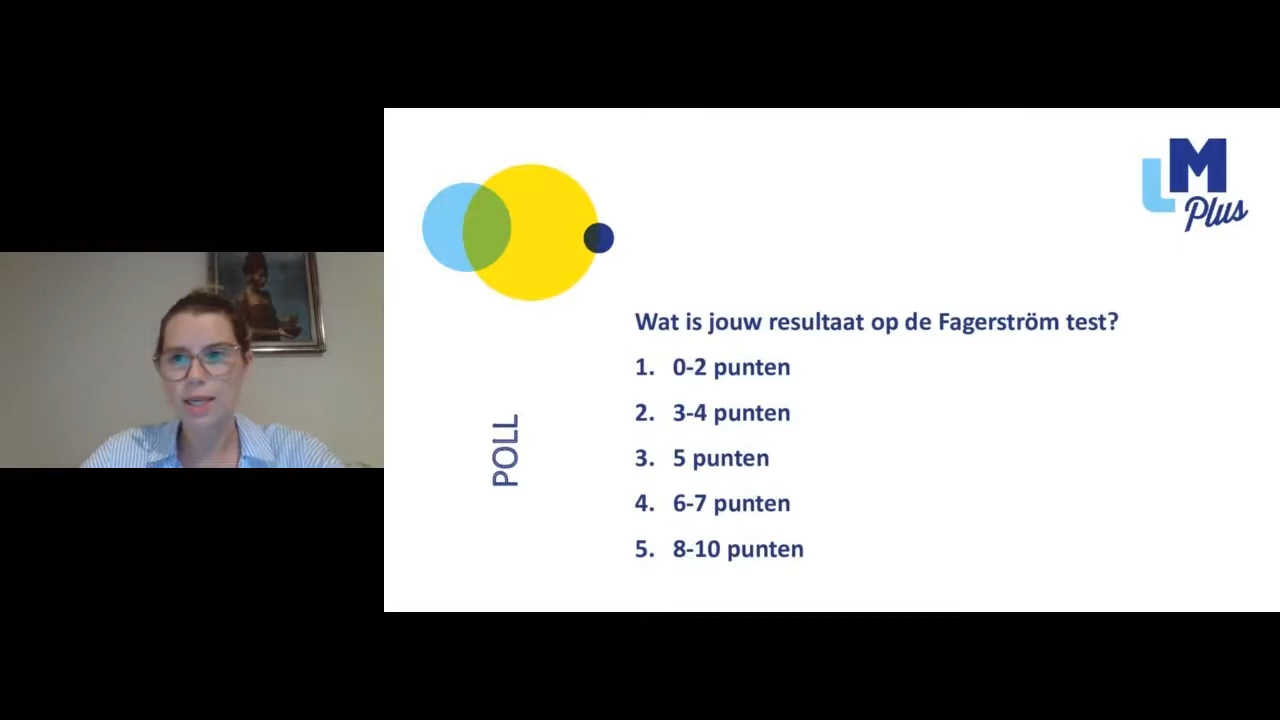 LM
Plus
Wat is jouw resultaat op de Fagerström test?
1. 0-2 punten
2. 3-4 punten
3. 5 punten
4. 6-7 punten
5. 8-10 punten
POLL